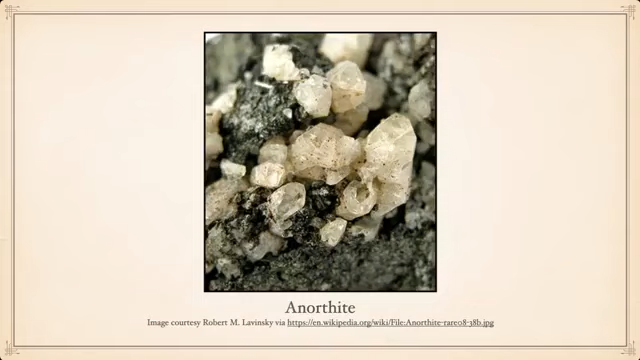 Anorthite
Image courtesy Robert M. Lavinsky via https://en.wikipedia.org/wiki/File:Anorthite-rare08-38b.jpg